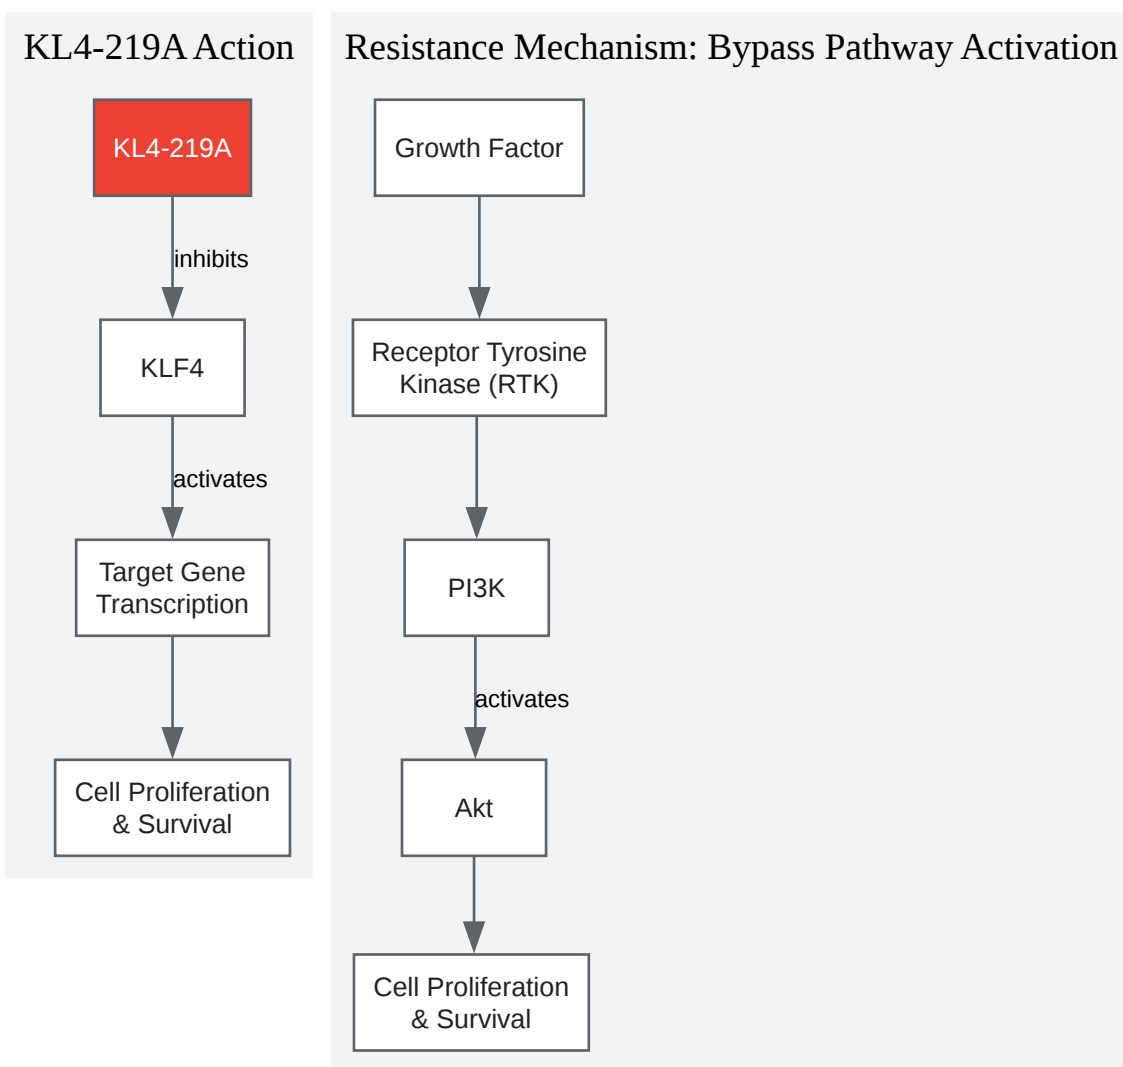 KL4-219A Action
KL4-219A
inhibits
KLF4
activates
Target Gene
Transcription
Cell Proliferation
& Survival
Resistance Mechanism: Bypass Pathway Activation
Growth Factor
Receptor Tyrosine
Kinase (RTK)
PI3K
activates
Akt
Cell Proliferation
& Survival